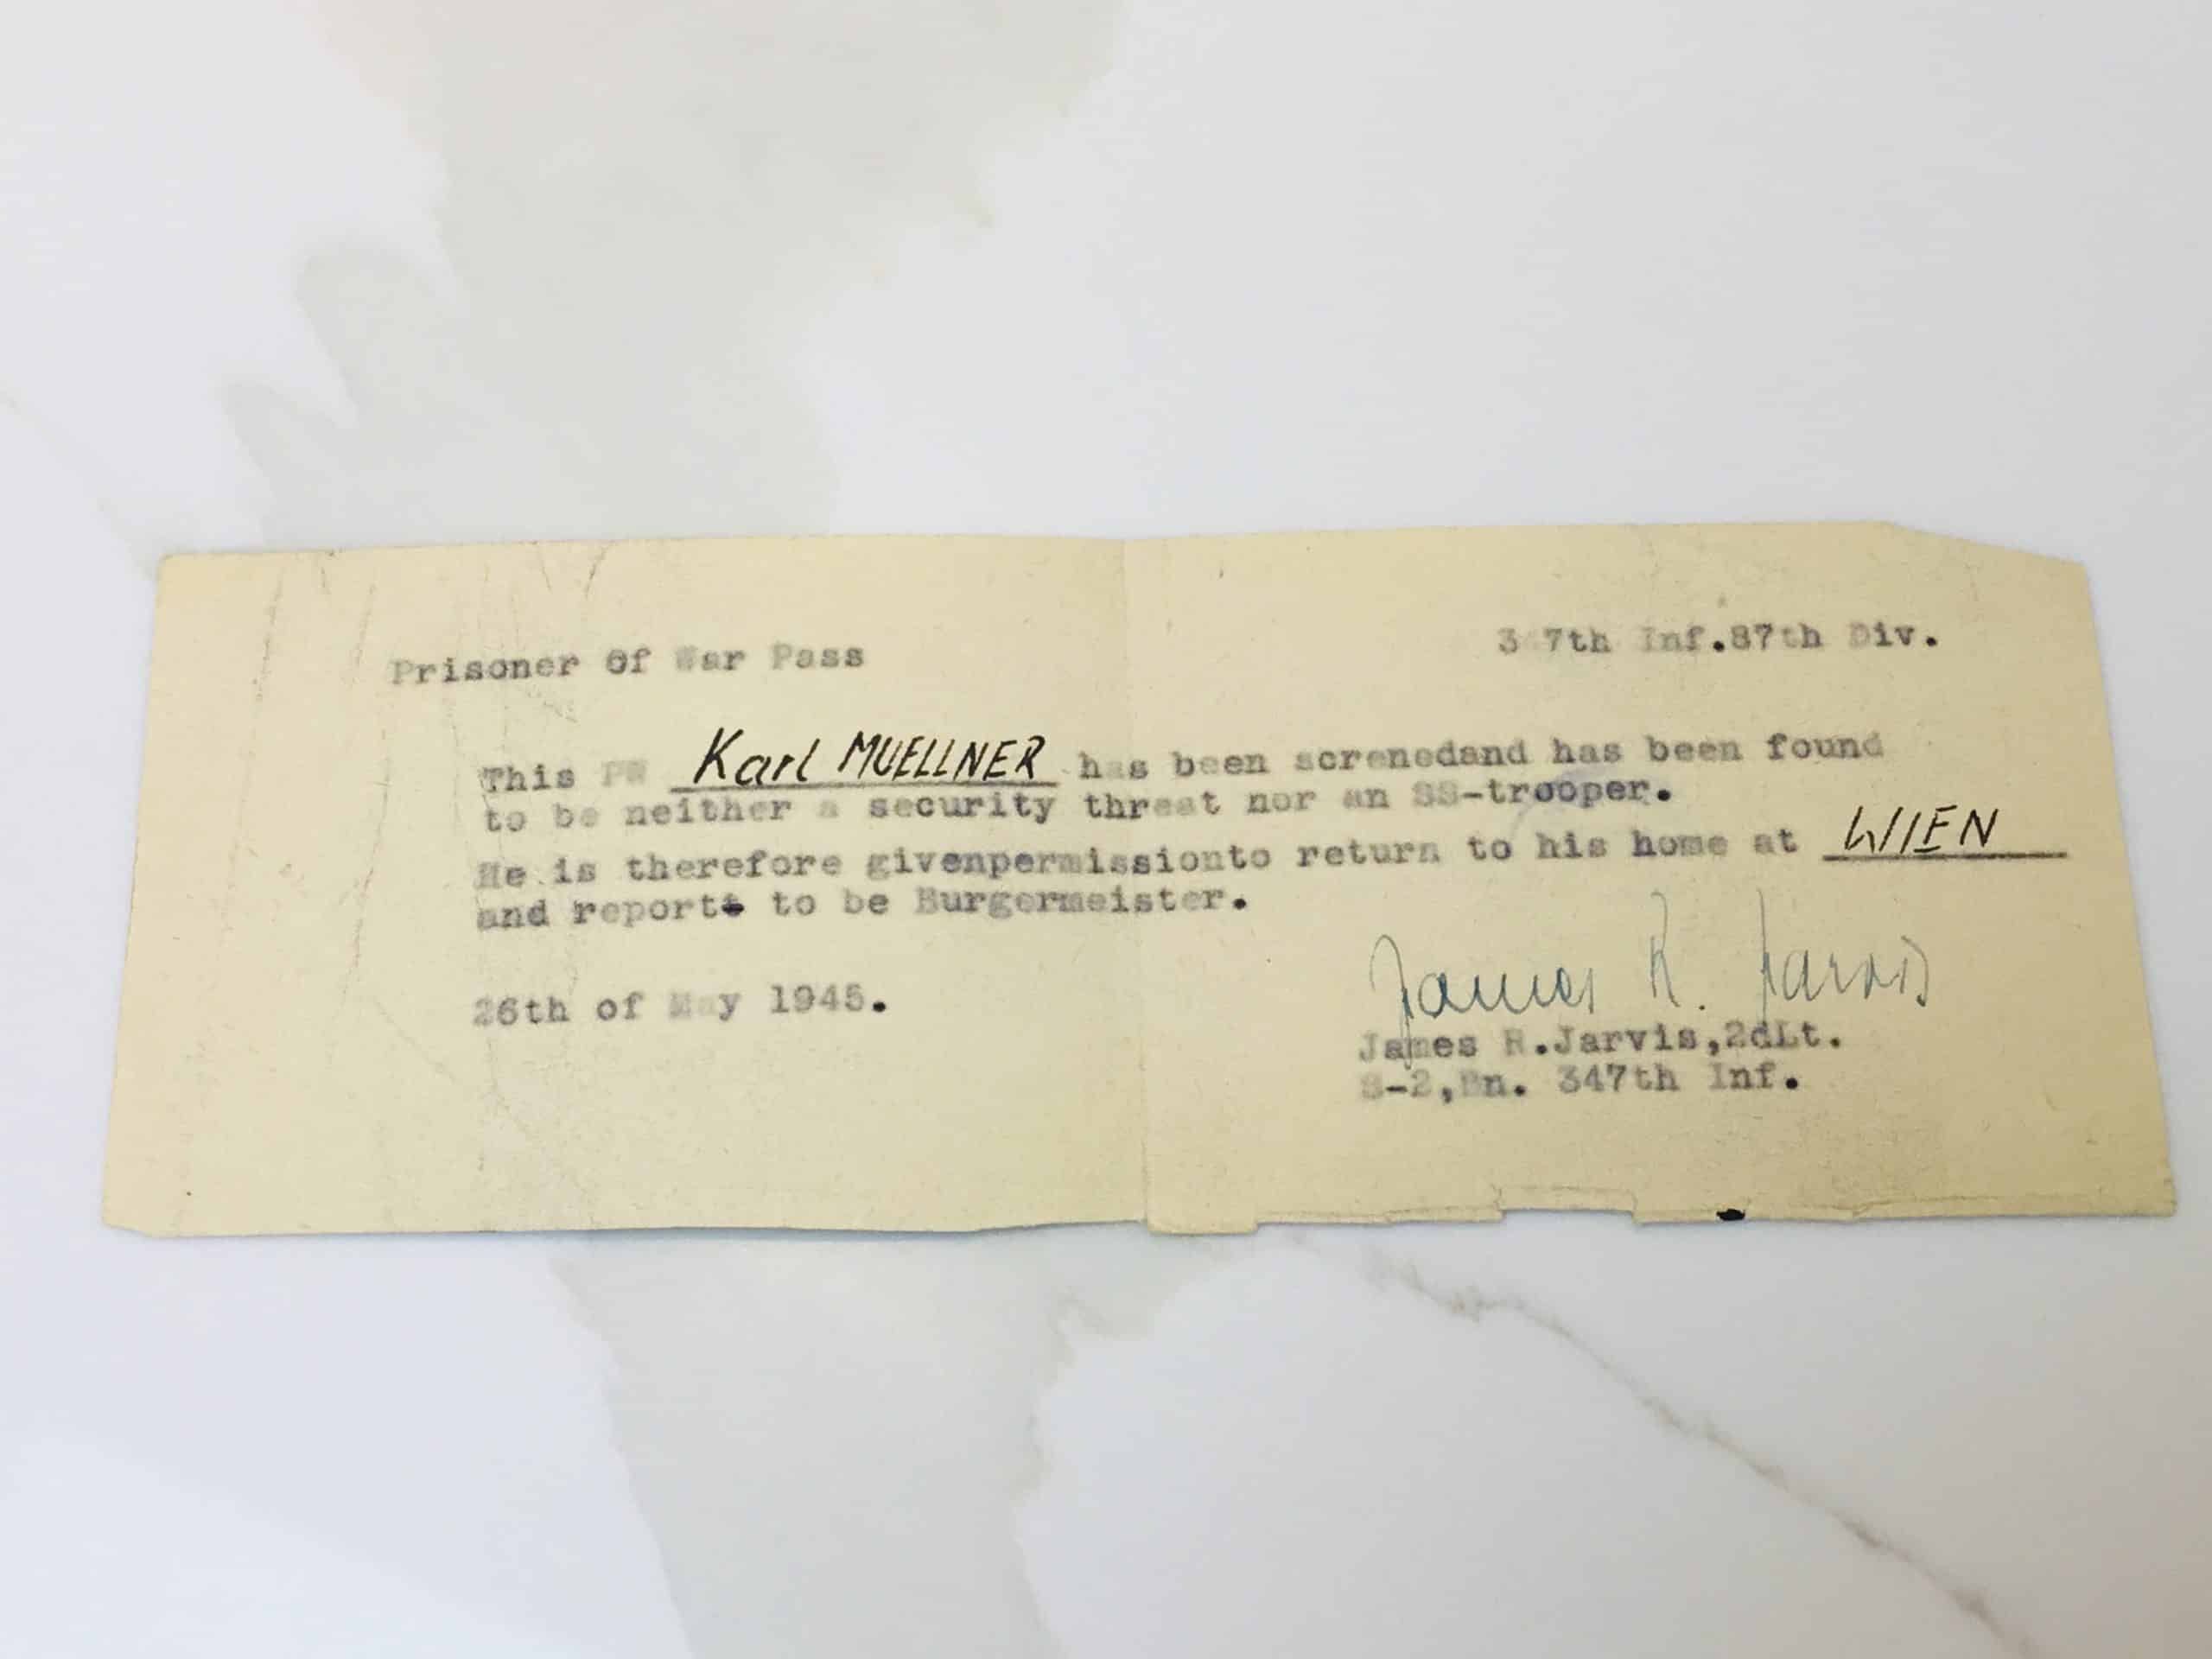 347th Inf.87th Div.
Prisoner Of War Pass
This PW Karl MUELLNER has been screnedand has been found
to be neither a security threat nor an SS-trooper.
He is therefore givenpermissionto return to his home at WIEN
and report to be Burgermeister.
26th of May 1945.
James R. Jarvis
James R.Jarvis,2dLt.
S-2,Bn. 347th Inf.